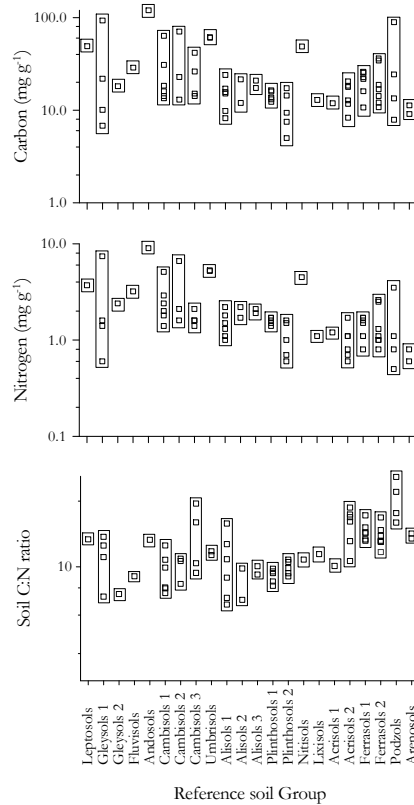 100.0
10.0
1.0
Carbon (mg g-1)
10.0
1.0
0.1
Nitrogen (mg g-1)
10
Soil C:N ratio
Leptosols
Gleysols 1
Gleysols 2
Fluvisols
Andosols
Cambisols 1
Cambisols 2
Cambisols 3
Umbrisols
Alisols 1
Alisols 2
Alisols 3
Plinthosols 1
Plinthosols 2
Nitisols
Lixisols
Acrisols 1
Acrisols 2
Ferrasols 1
Ferrasols 2
Podzols
Arenosols
Reference soil Group